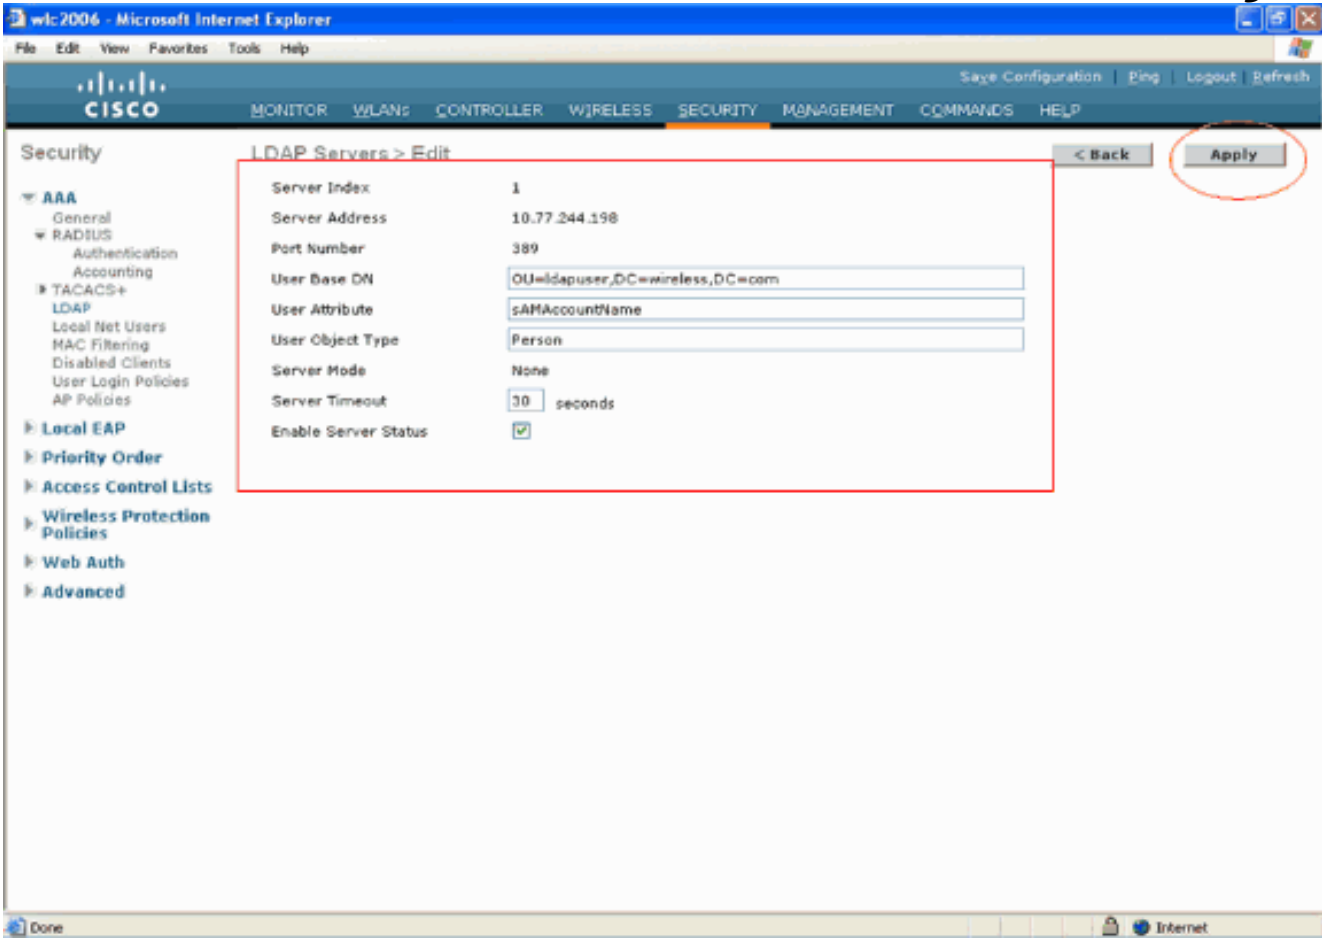 wlc2006 - Microsoft Internet Explorer
File Edit View Favorites Tools Help
Save Configuration | Ping | Logout | Refresh
CISCO MONITOR WLANs CONTROLLER WIRELESS SECURITY MANAGEMENT COMMANDS HELP
Security
LDAP Servers > Edit
< Back
Apply
AAA
General
RADIUS
Authentication
Accounting
TACACS+
LDAP
Local Net Users
MAC Filtering
Disabled Clients
User Login Policies
AP Policies
Local EAP
Priority Order
Access Control Lists
Wireless Protection
Policies
Web Auth
Advanced
Server Index 1
Server Address 10.77.244.198
Port Number 389
User Base DN OU=ldapuser,DC=wireless,DC=com
User Attribute sAMAccountName
User Object Type Person
Server Mode None
Server Timeout 30 seconds
Enable Server Status
Done
Internet